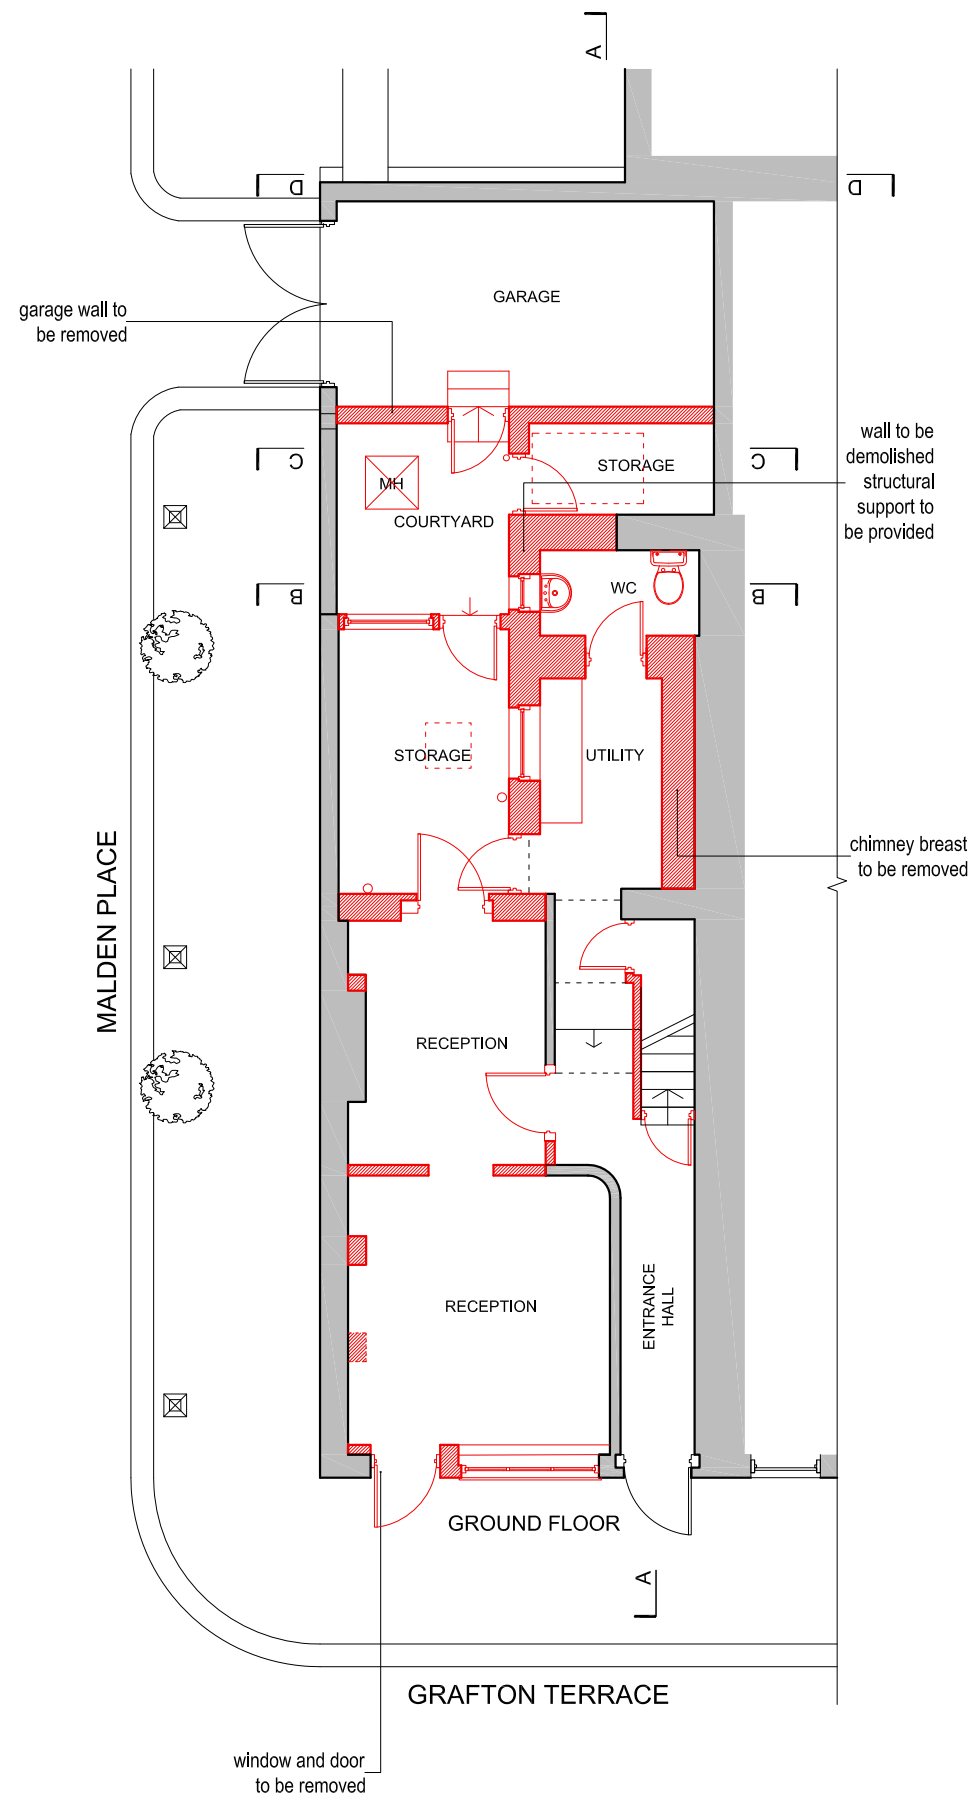 A
D
D
GARAGE
garage wall to
be removed
wall to be
demolished
structural
support to
be provided
C
C
STORAGE
MH
COURTYARD
B
B
WC
STORAGE
UTILITY
chimney breast
to be removed
MALDEN PLACE
RECEPTION
RECEPTION
ENTRANCE
HALL
GROUND FLOOR
A
GRAFTON TERRACE
window and door
to be removed